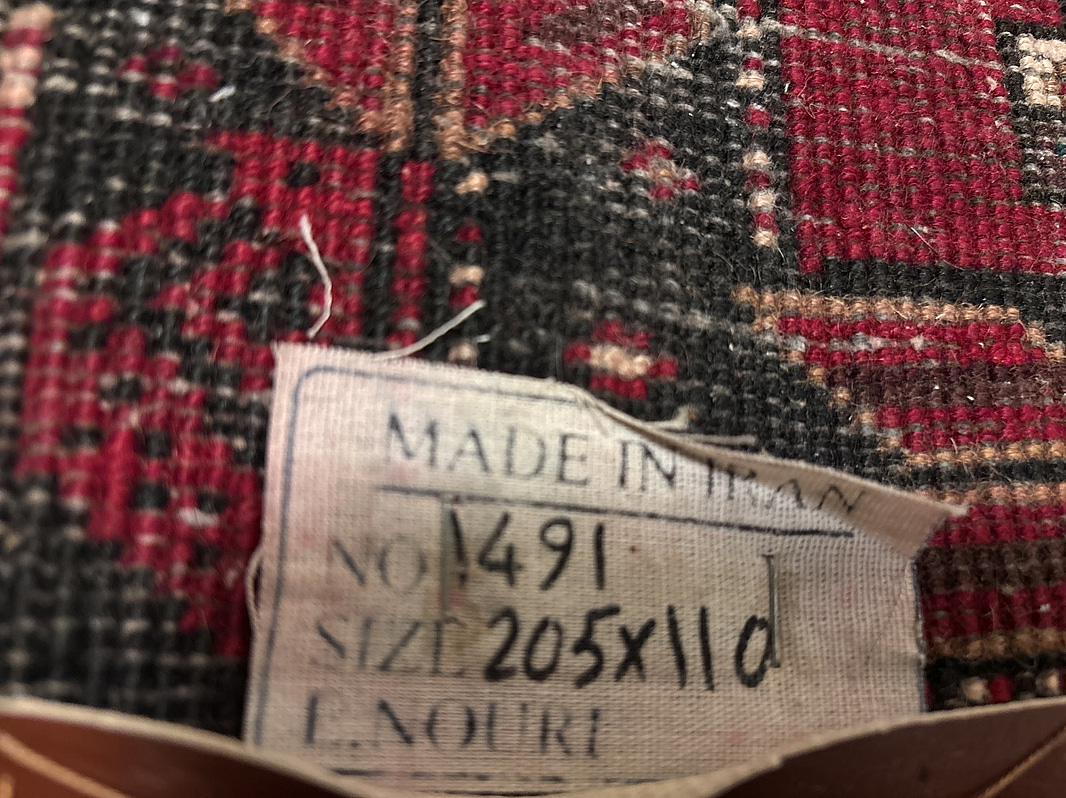 MADE IN IRAN
NO 1491
SIZE 205x110
E.NOURI